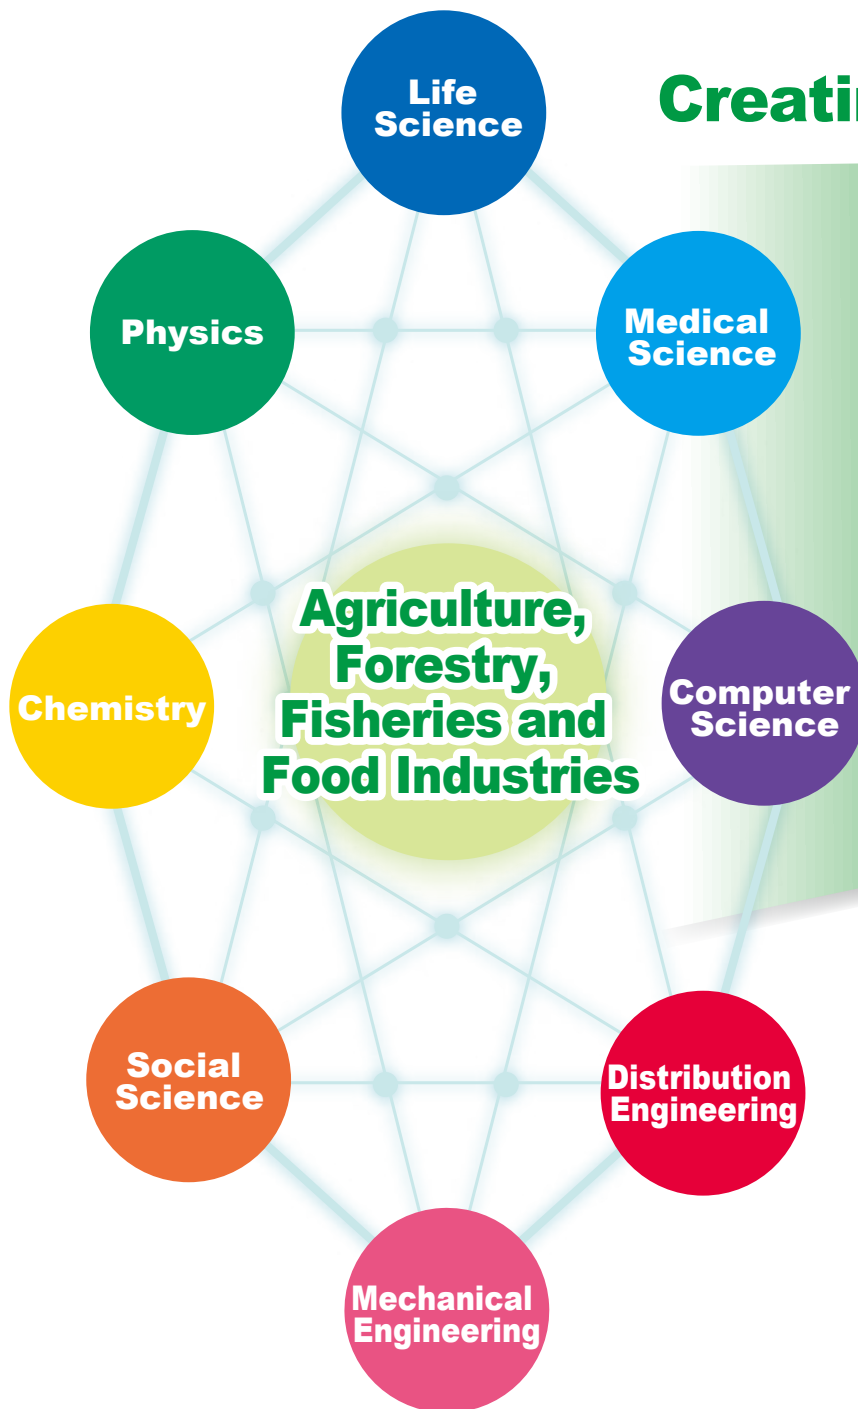 Life
Science
Creatin
Physics
Medical
Science
Agriculture,
Forestry,
Fisheries and
Food Industries
Chemistry
Computer
Science
Social
Science
Distribution
Engineering
Mechanical
Engineering